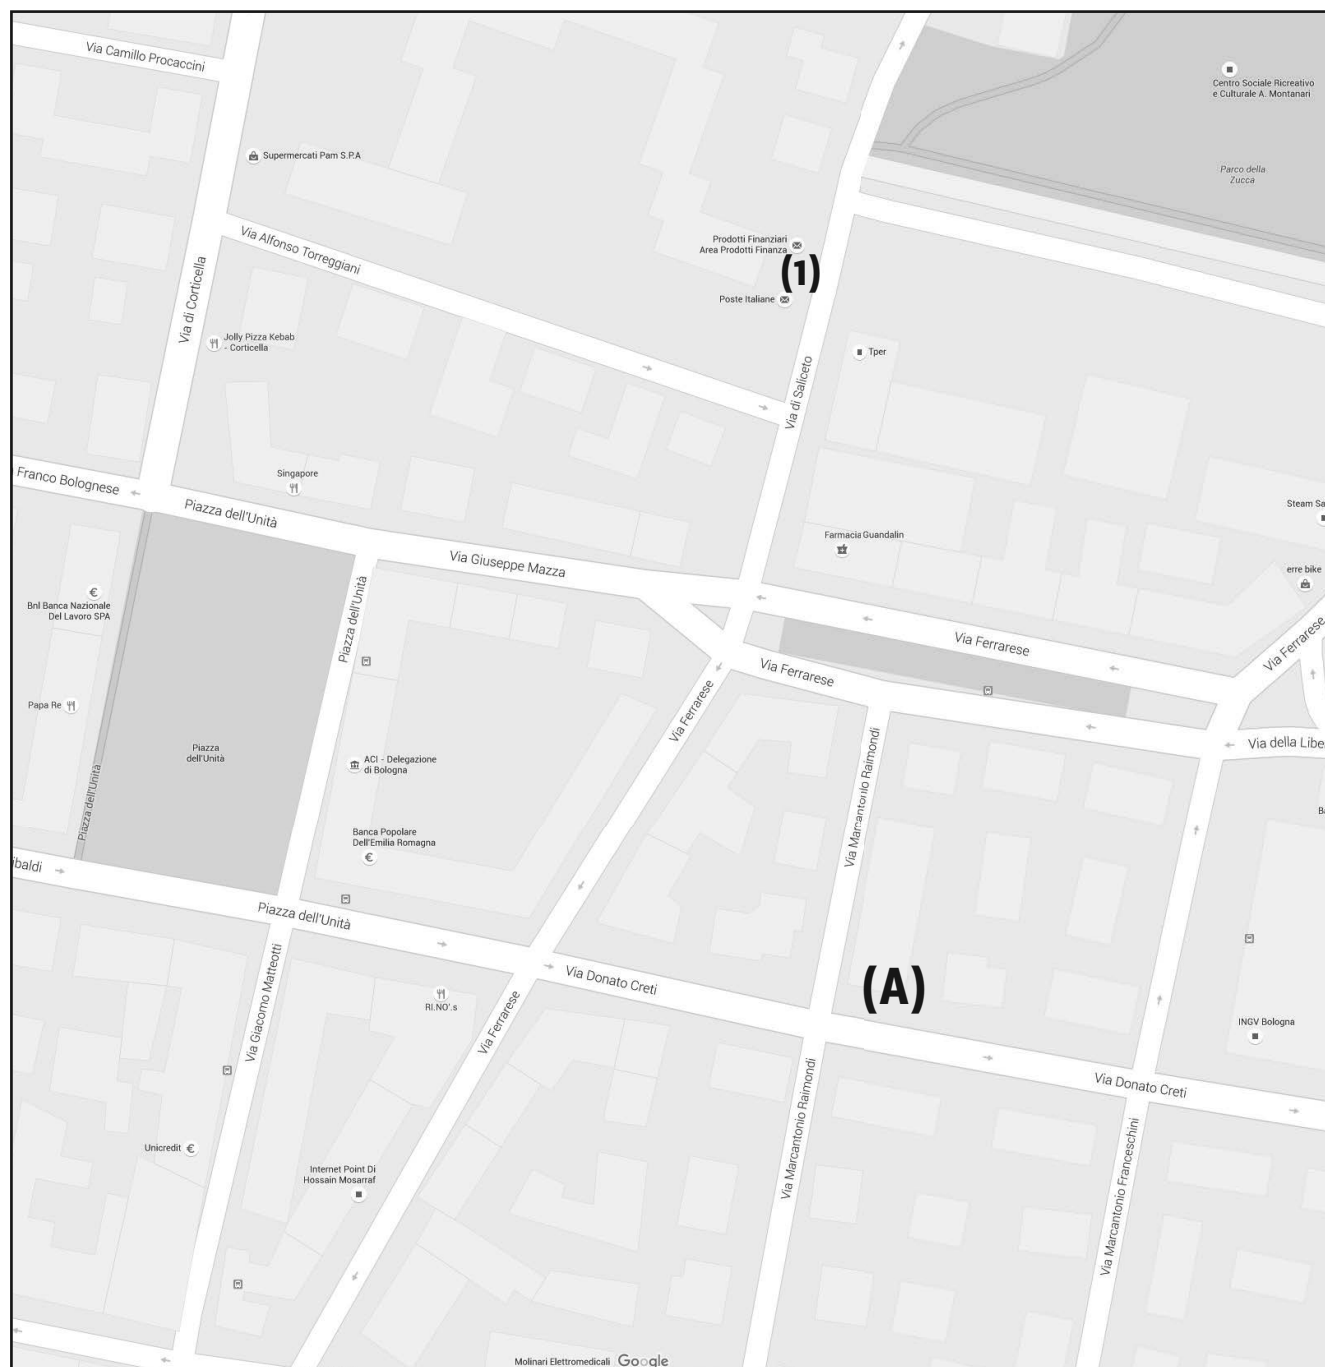 Via Camillo Procaccini
Centro Sociale Ricreativo
e Culturale A. Montanari
Supermercati Pam S.P.A
Parco della
Zucca
Via Alfonso Torreggiani
Prodotti Finanziari
Area Prodotti Finanza
(1)
Poste Italiane
Via di Corticella
Jolly Pizza Kebab
- Corticella
Tper
Via di Saliceto
Franco Bolognese
Singapore
Piazza dell'Unità
Steam Sa
Farmacia Guandalin
Via Giuseppe Mazza
erre bike
Bnl Banca Nazionale
Del Lavoro SPA
Piazza dell'Unità
Via Ferrarese
Via Ferrarese
Via Ferrarese
Via Ferrarese
Papa Re
Piazza
dell'Unità
Via della Libe
ACI - Delegazione
di Bologna
Via Marcantonio Raimondi
Piazza dell'Unità
Banca Popolare
Dell'Emilia Romagna
€
ibaldi
Piazza dell'Unità
Via Donato Creti
(A)
RI.NO'.s
Via Giacomo Matteotti
Via Ferrarese
INGV Bologna
Via Donato Creti
Via Marcantonio Raimondi
Unicredit €
Internet Point Di
Hossain Mosarraf
Via Marcantonio Franceschini
Molinari Elettromedicali Google